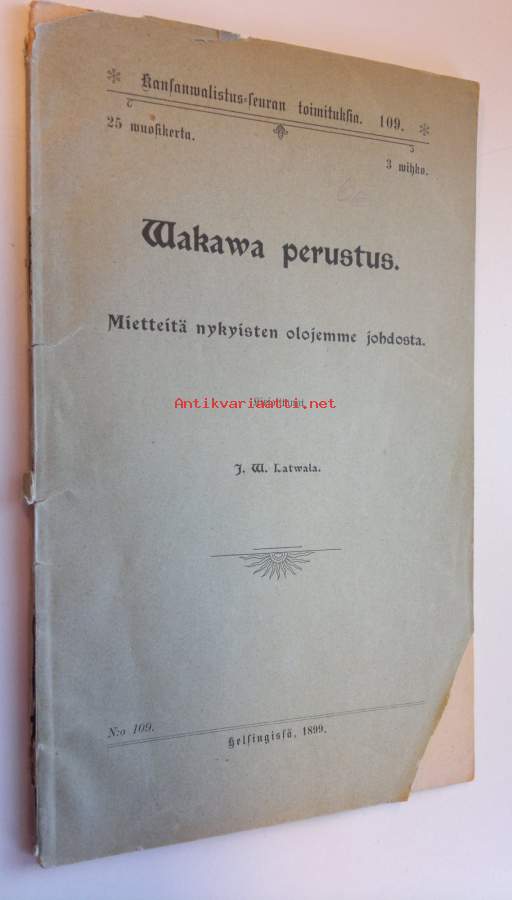 Kansanwalistus-seuran toimituksia. 109.
25 wuosikerta.
3 wihko.
Wakawa perustus.
Mietteitä nykyisten olojemme johdosta.
Antikvariaatti.net
J. W. Latwala.
N:o 109.
Helsingissä, 1899.